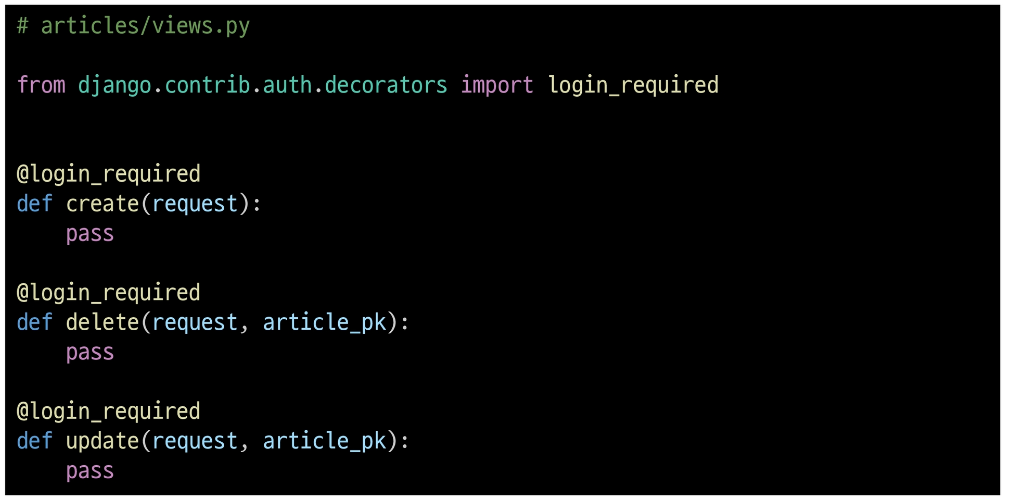 # articles/views.py
from django.contrib.auth.decorators import login_required
@login_required
def create(request):
    pass
@login_required
def delete(request, article_pk):
    pass
@login_required
def update(request, article_pk):
    pass